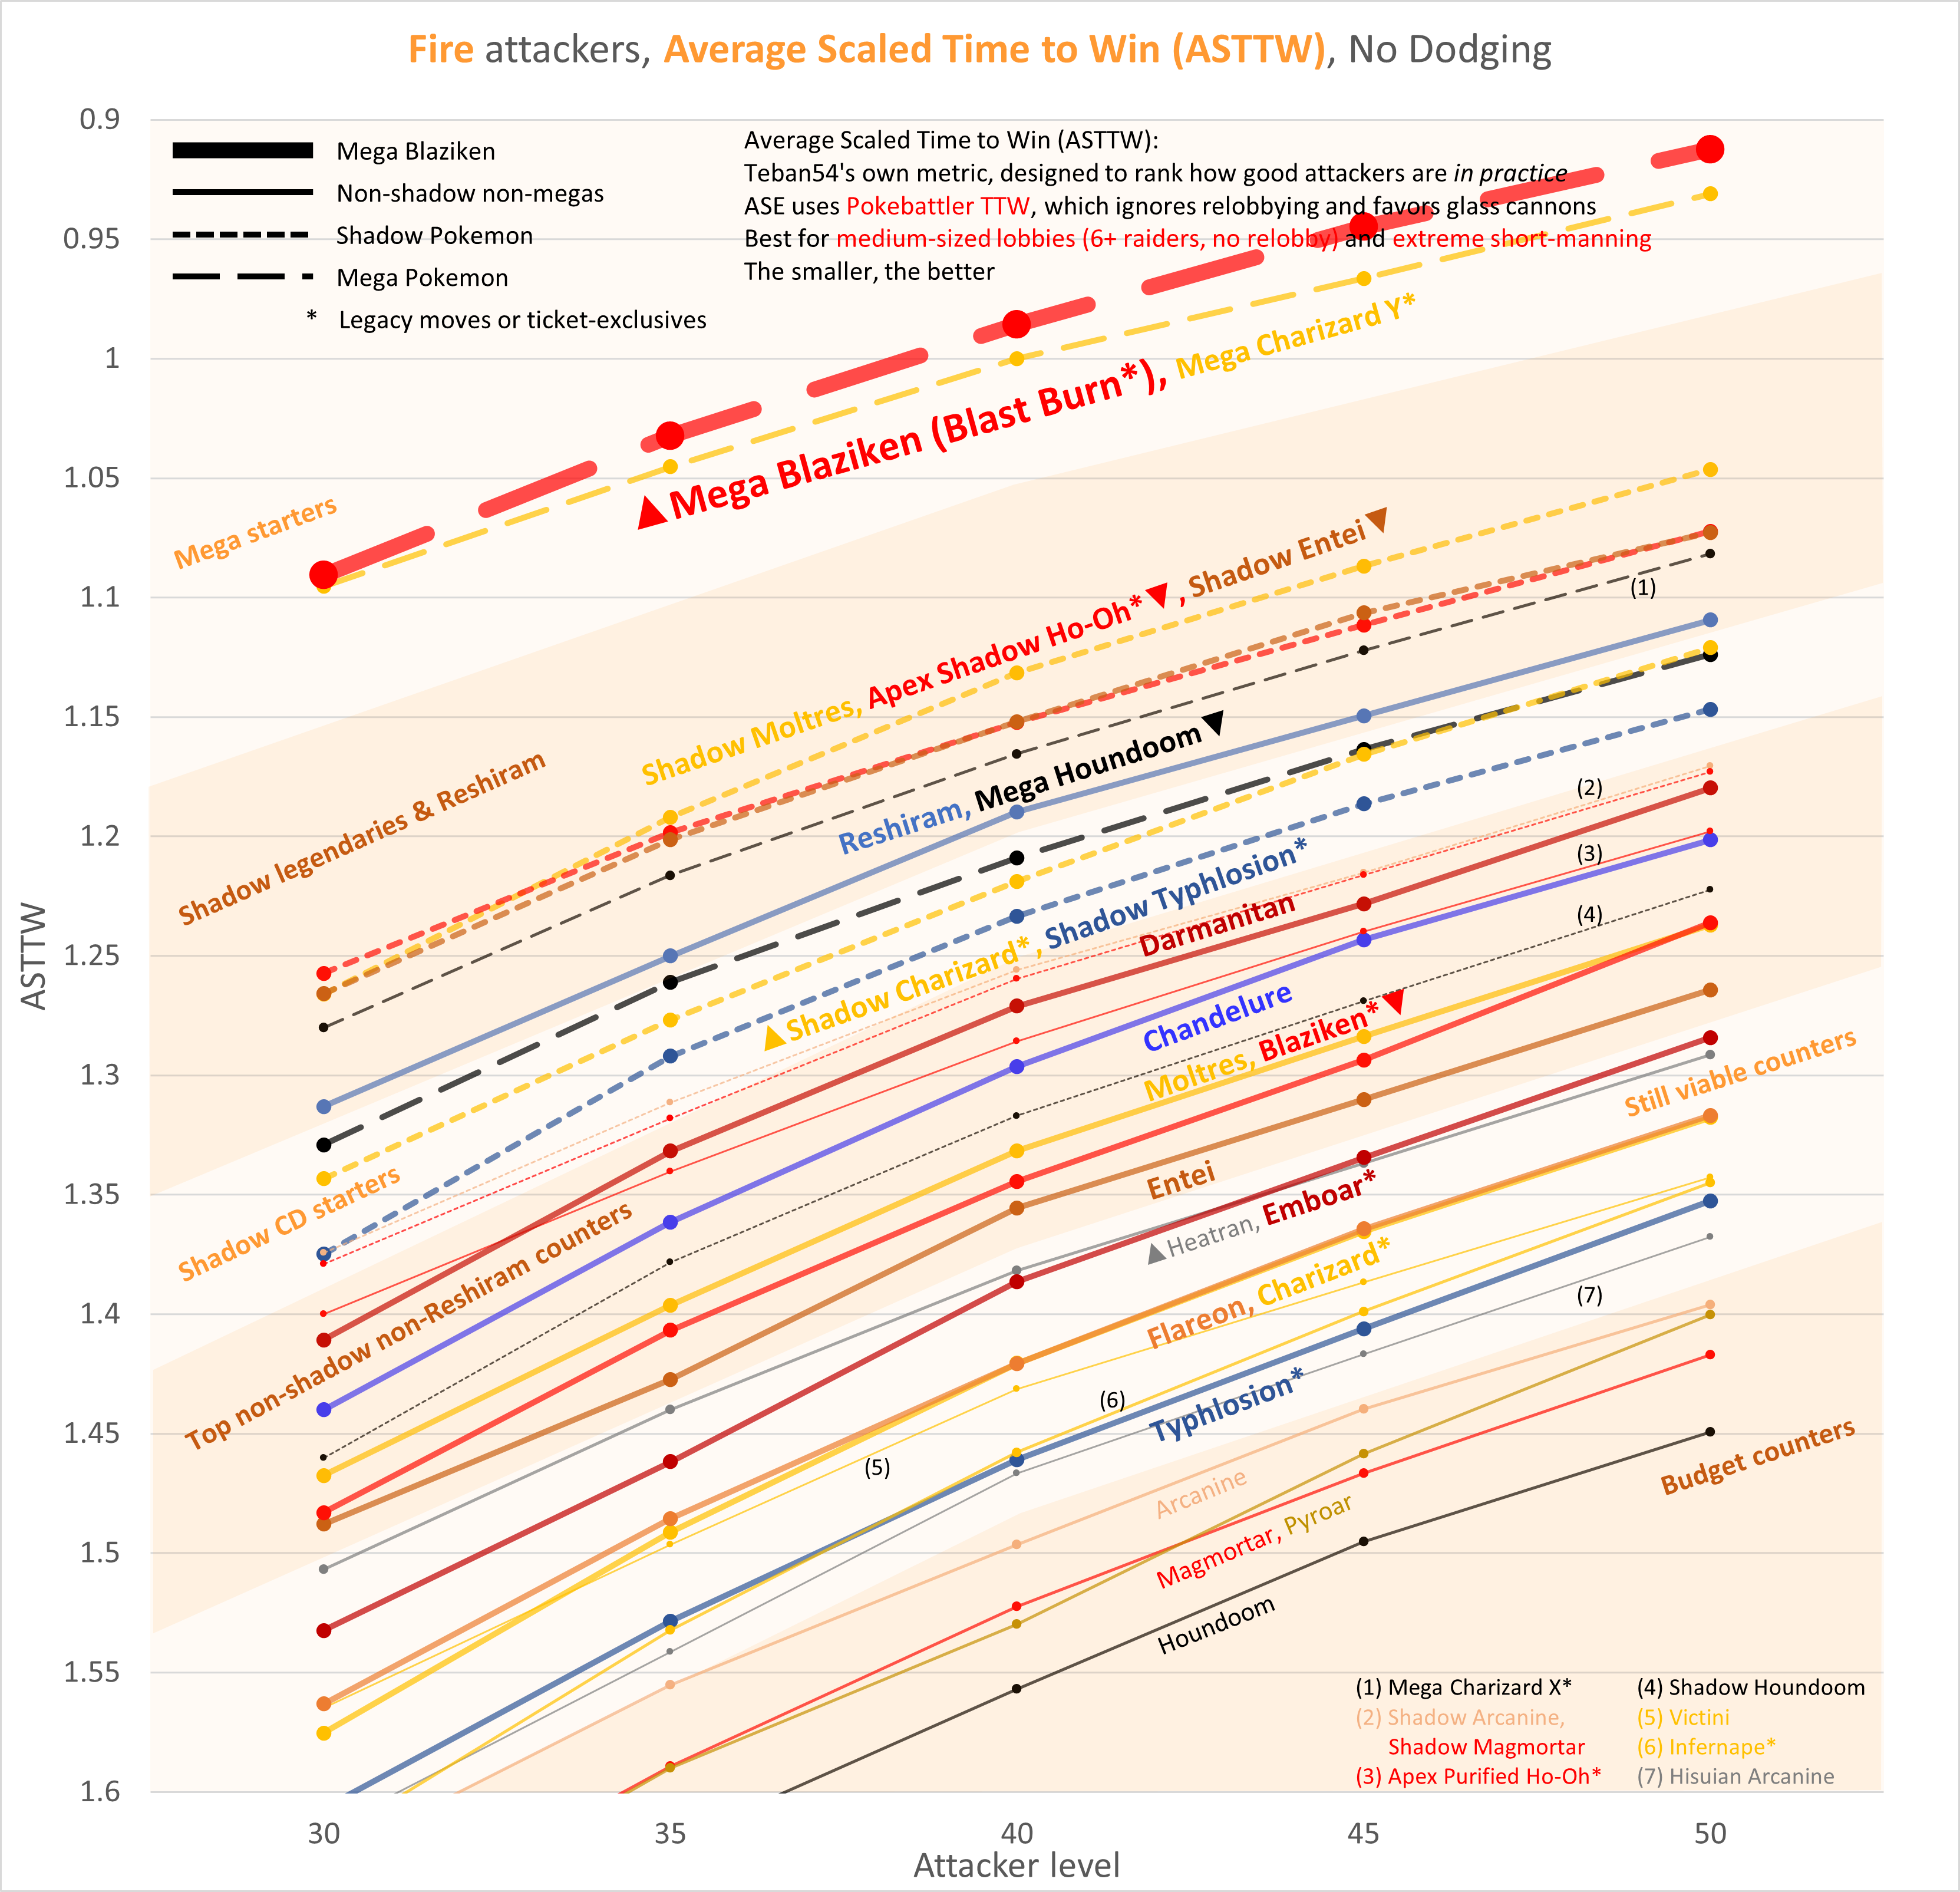 Fire attackers, Average Scaled Time to Win (ASTTW), No Dodging
0.9
0.95
1
1.05
1.1
1.15
1.2
1.25
1.3
1.35
1.4
1.45
1.5
1.55
1.6
ASTTW
Mega Blaziken
Non-shadow non-megas
Shadow Pokemon
Mega Pokemon
* Legacy moves or ticket-exclusives
Average Scaled Time to Win (ASTTW):
Teban54's own metric, designed to rank how good attackers are in practice
ASE uses Pokebattler TTW, which ignores relobbying and favors glass cannons
Best for medium-sized lobbies (6+ raiders, no relobby) and extreme short-manning
The smaller, the better
Mega starters
▲Mega Blaziken (Blast Burn*), Mega Charizard Y*
Shadow legendaries & Reshiram
Shadow Moltres, Apex Shadow Ho-Oh*▼, Shadow Entei▼
(1)
Reshiram, Mega Houndoom▼
Shadow CD starters
▲Shadow Charizard*, Shadow Typhlosion*
(2)
Darmanitan
(3)
Chandelure
(4)
Top non-shadow non-Reshiram counters
Moltres, Blaziken*▼
Entei
Still viable counters
▲Heatran, Emboar*
Flareon, Charizard*
(7)
(6)
Typhlosion*
(5)
Arcanine
Budget counters
Magmortar, Pyroar
Houndoom
(1) Mega Charizard X*
(2) Shadow Arcanine,
Shadow Magmortar
(3) Apex Purified Ho-Oh*
(4) Shadow Houndoom
(5) Victini
(6) Infernape*
(7) Hisuian Arcanine
30
35
40
45
50
Attacker level